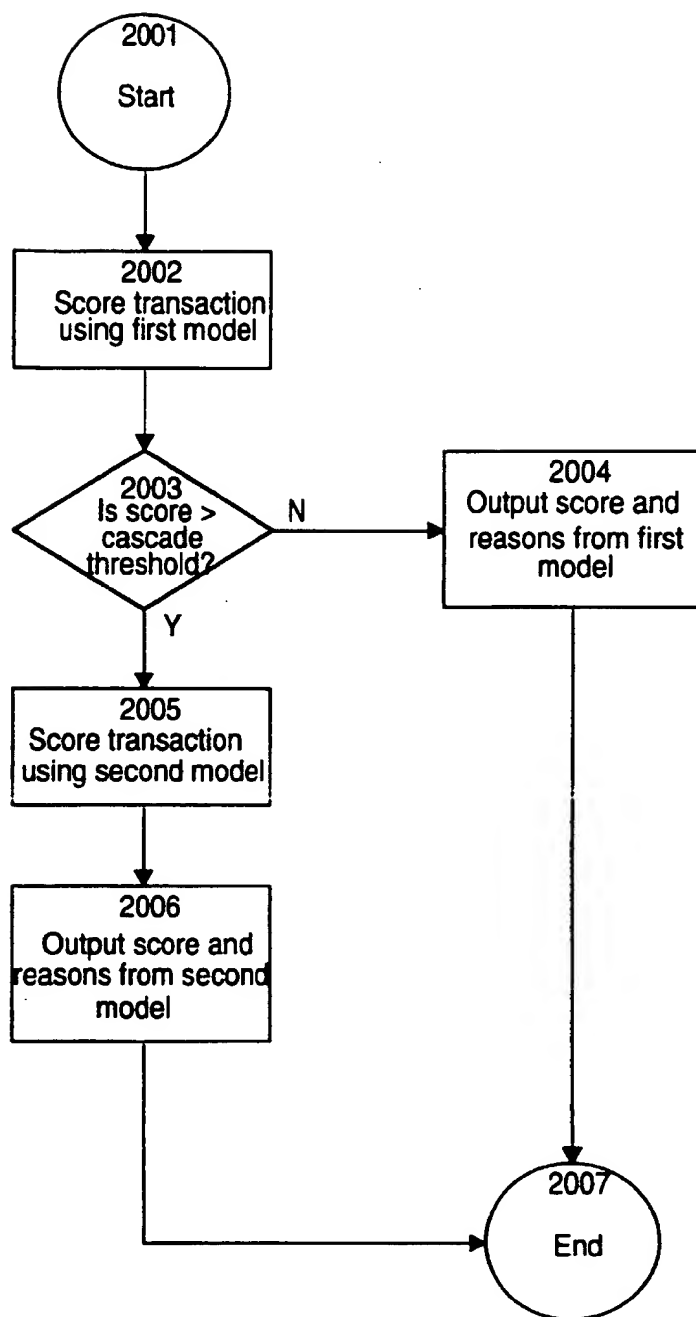 2001
Start
2002
Score transaction
using first model
2003
Is score >
cascade
threshold?
N
Y
2004
Output score and
reasons from first
model
2005
Score transaction
using second model
2006
Output score and
reasons from second
model
2007
End